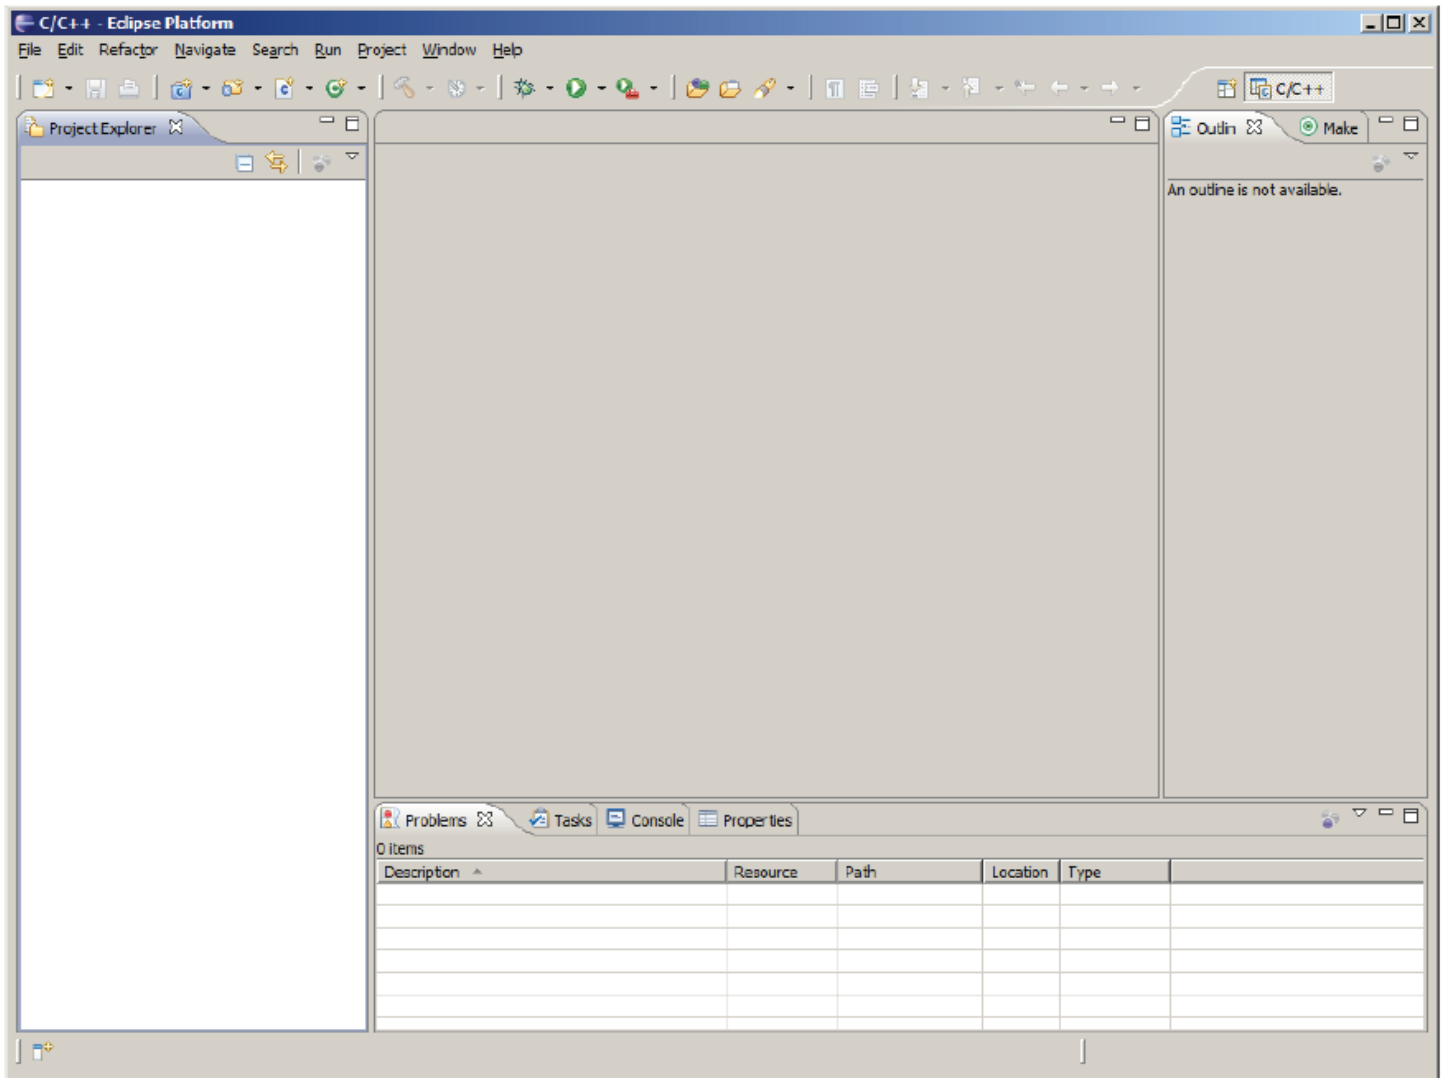 C/C++ - Eclipse Platform
File Edit Refactor Navigate Search Run Project Window Help
C/C++
Project Explorer
Outlin Make
An outline is not available.
Problems Tasks Console Properties
0 items
Description Resource Path Location Type